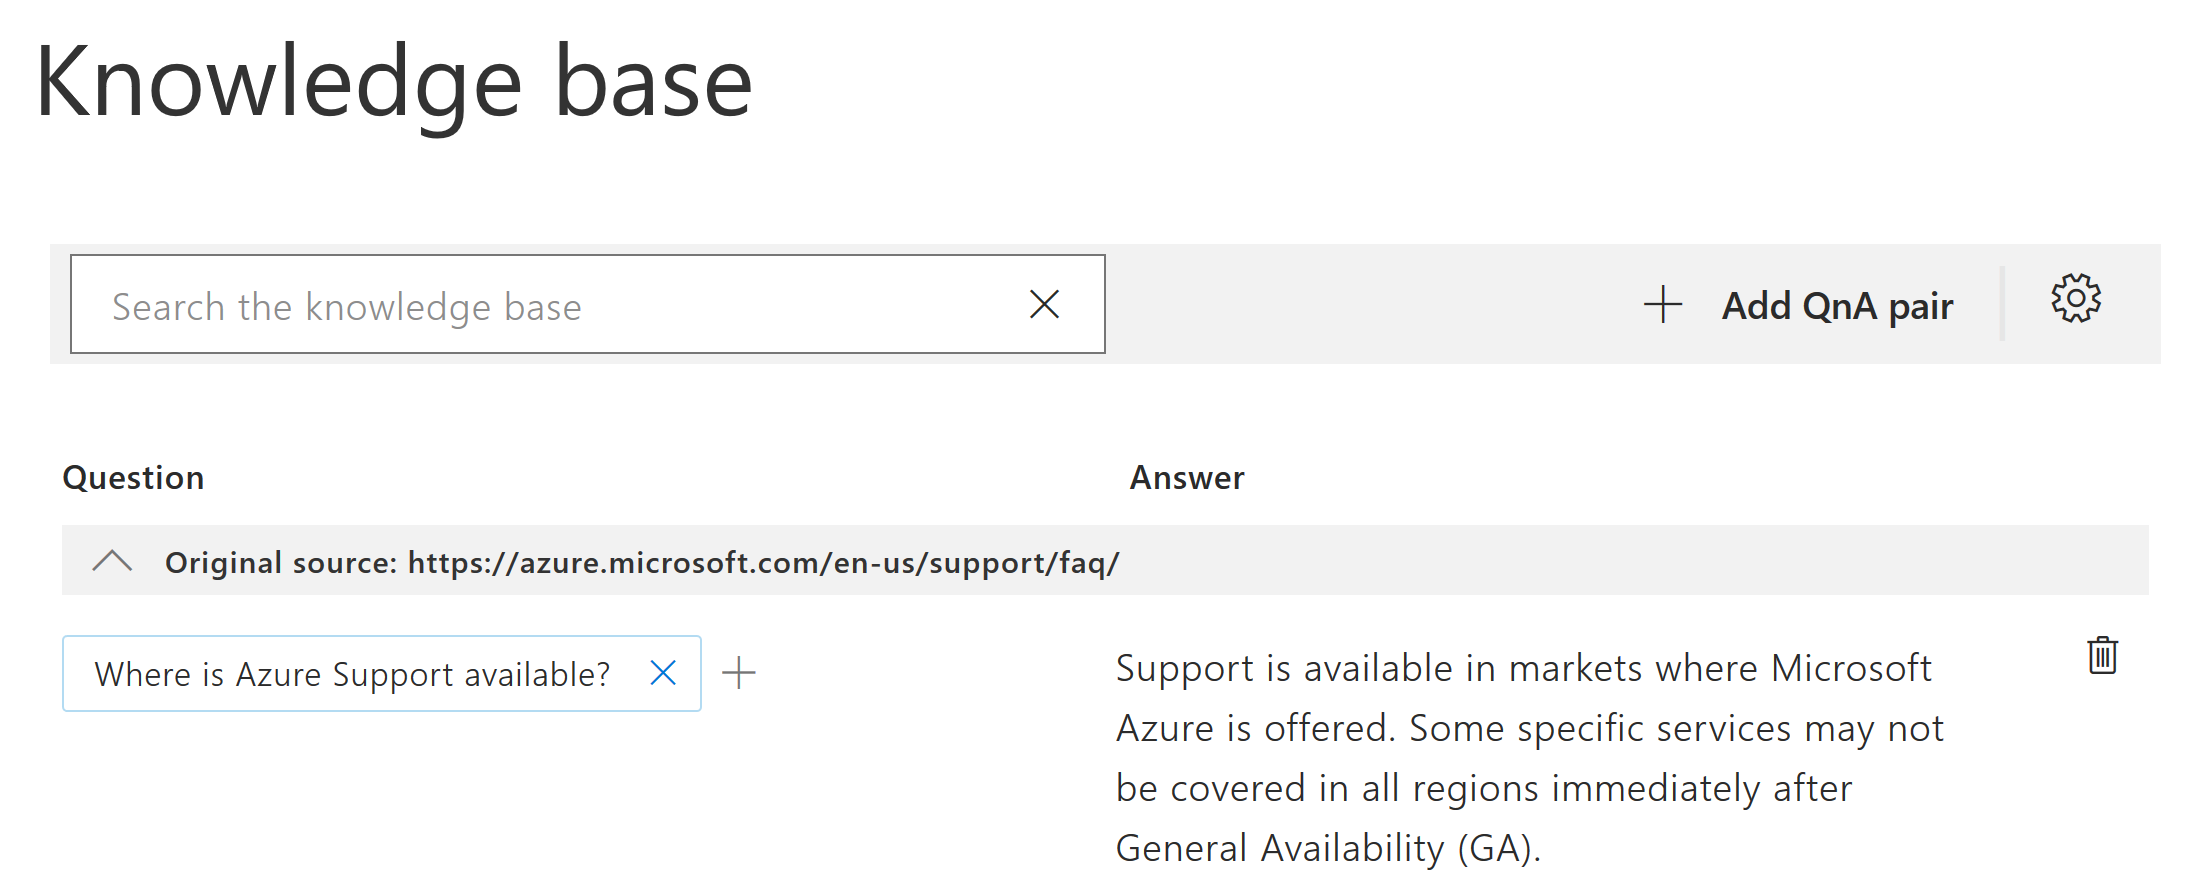 Knowledge base
Search the knowledge base
Add QnA pair
Question
Answer
Original source: https://azure.microsoft.com/en-us/support/faq/
Where is Azure Support available?
Support is available in markets where Microsoft
Azure is offered. Some specific services may not
be covered in all regions immediately after
General Availability (GA).